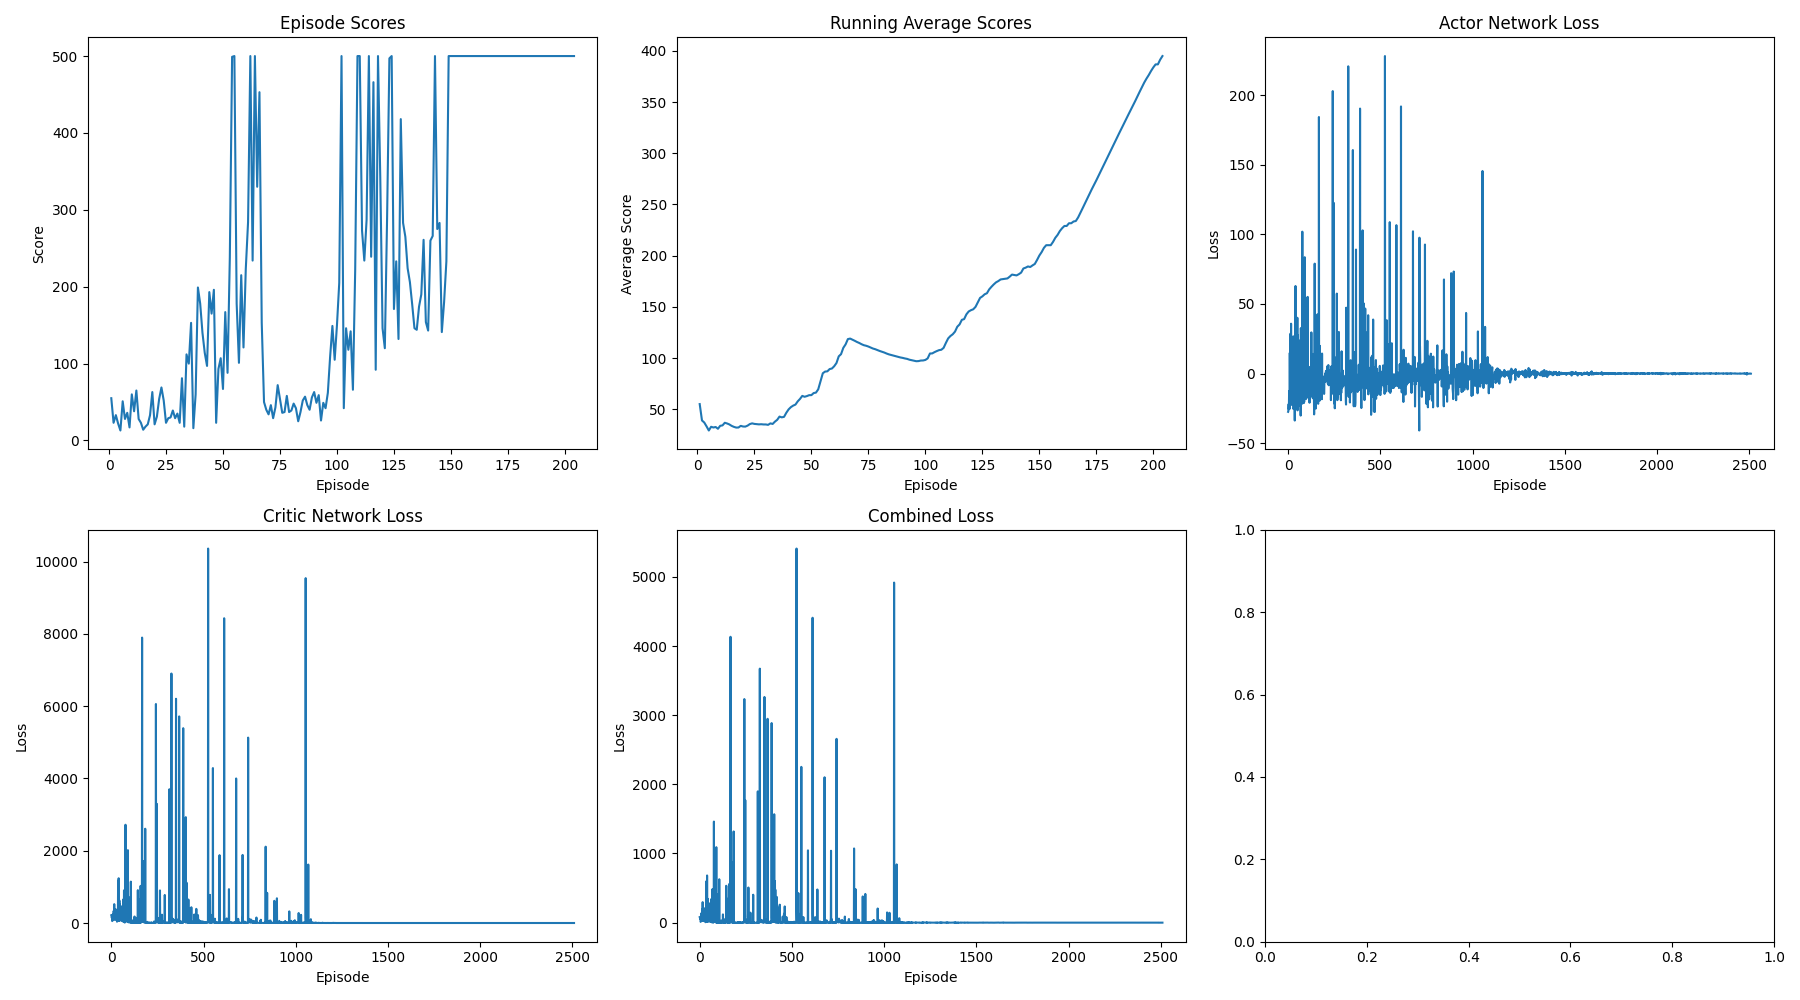 Episode Scores
500
400
300
200
100
0
Score
0 25 50 75 100 125 150 175 200
Episode
Running Average Scores
400
350
300
250
200
150
100
50
Average Score
0 25 50 75 100 125 150 175 200
Episode
Actor Network Loss
200
150
100
50
0
−50
Loss
0 500 1000 1500 2000 2500
Episode
Critic Network Loss
10000
8000
6000
4000
2000
0
Loss
0 500 1000 1500 2000 2500
Episode
Combined Loss
5000
4000
3000
2000
1000
0
Loss
0 500 1000 1500 2000 2500
Episode
1.0
0.8
0.6
0.4
0.2
0.0
0.0 0.2 0.4 0.6 0.8 1.0